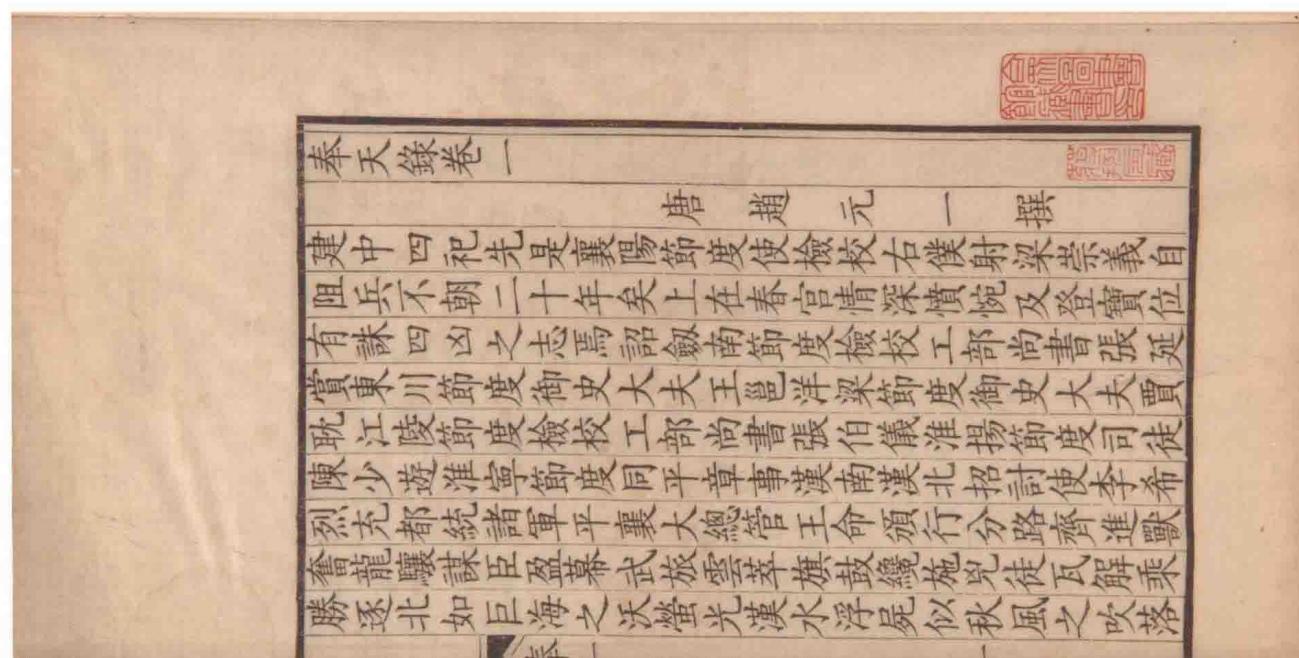 奉天錄卷一
唐趙元一撰
建中四祀先是襄陽節度使檢校右僕射梁崇義自
阻兵不朝二十年矣上在春宮情深憤惋及登寶位
有誅四凶之志焉詔劔南節度檢校工部尚書張延
賞東川節度御史大夫王邕洋梁節度御史大夫賈
耽江陵節度檢校工部尚書張伯儀淮揚節度司徒
陳少遊淮寧節度同平章事漢南漢北招討使李希
烈充都統諸軍平襄大總管王命頒行分路齊進獸
奮龍驤謀臣盈幕武旅雲萃旗鼓纔施兇徒瓦解乘
勝逐北如巨海之沃螢光漢水浮屍似秋風之吹落